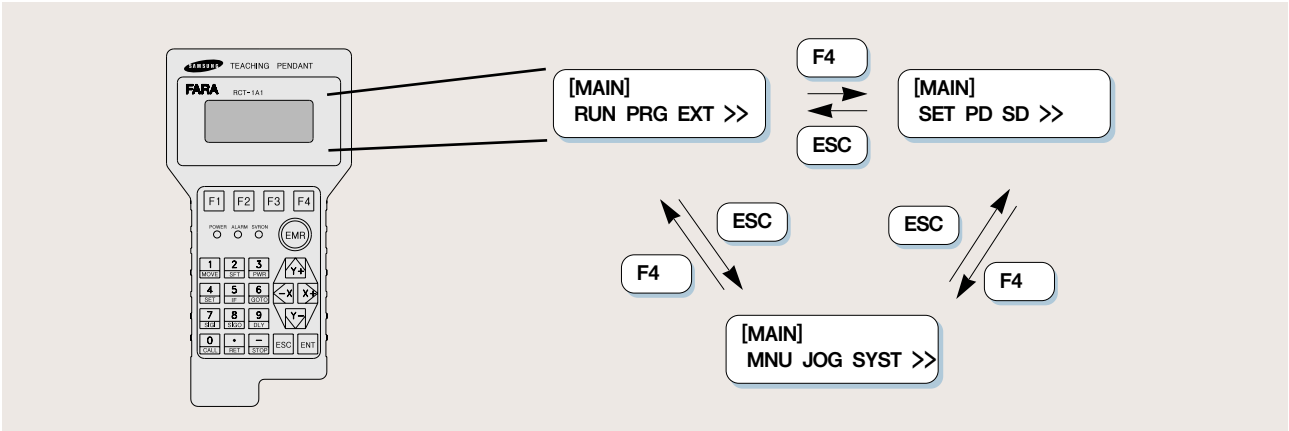 SAMSUNG TEACHING PENDANT
FARA RCT-1A1
F1 F2 F3 F4
POWER ALARM SVRON
EMR
1 2 3 Y+
MOVE SFT PWR
4 5 6 -X X+
SET IF GOTO
7 8 9 Y-
SIGI SIGO DLY
0 • - ESC ENT
CALL RET STOP
[MAIN]
RUN PRG EXT >>
F4
ESC
[MAIN]
SET PD SD >>
ESC
F4
ESC
F4
[MAIN]
MNU JOG SYST >>